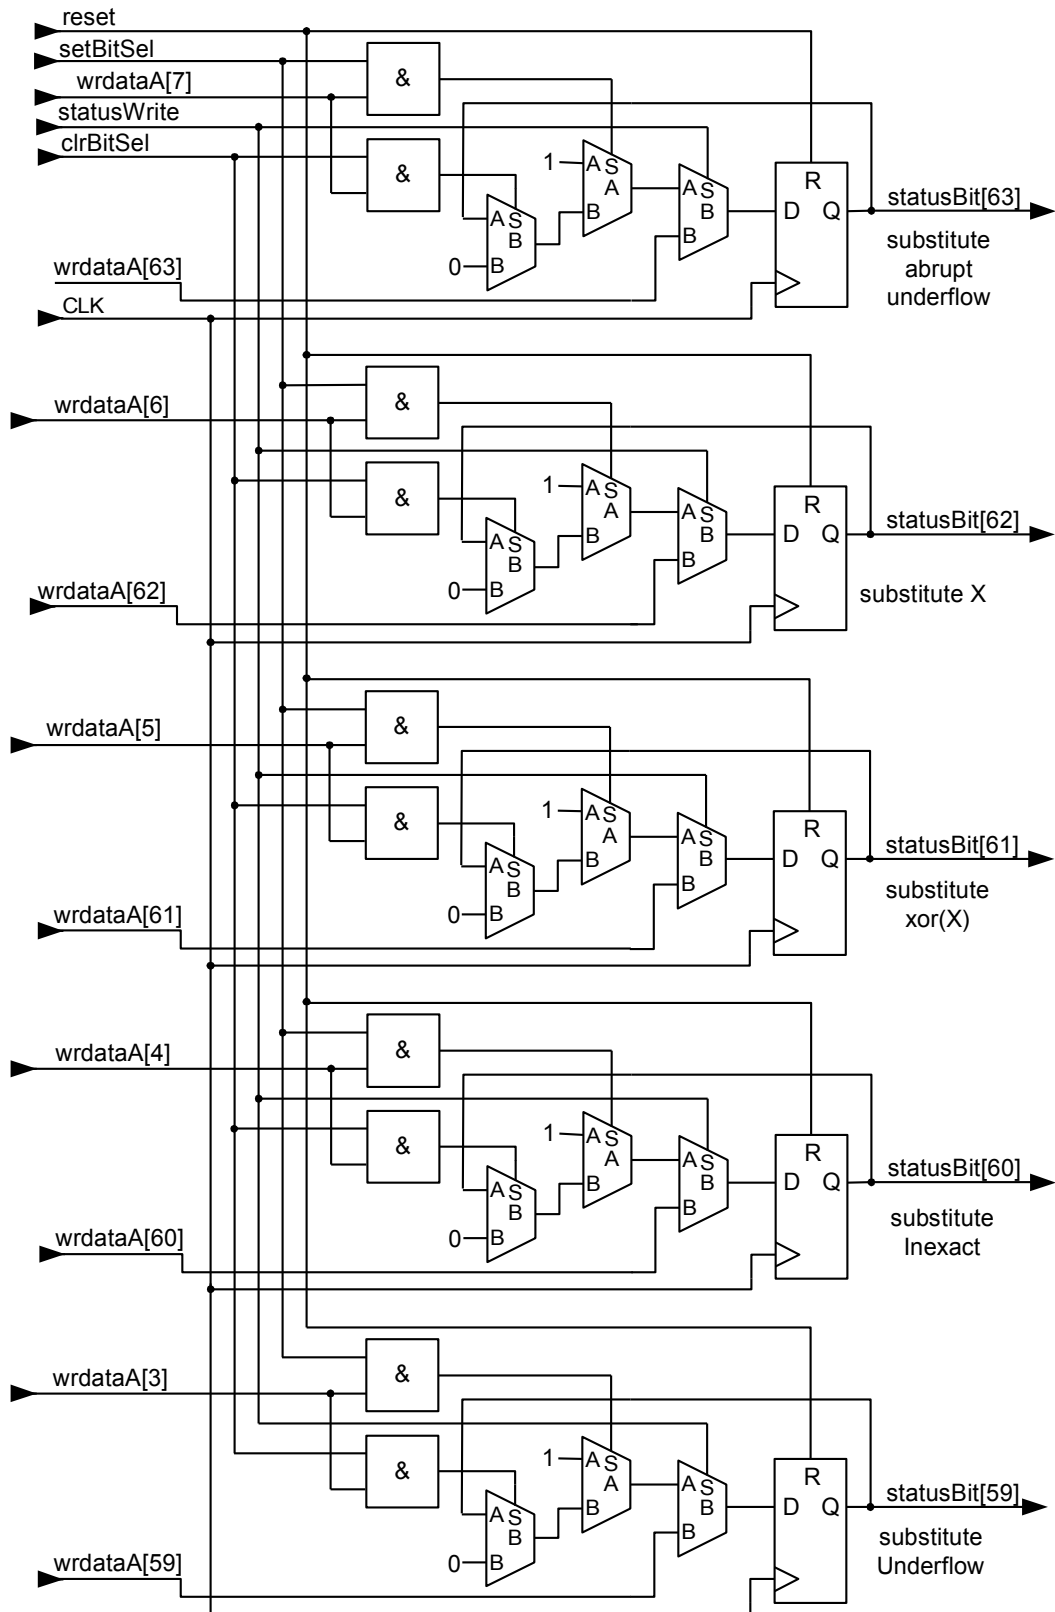 reset
setBitSel
wrdataA[7]
statusWrite
clrBitSel
&
&
1
A
S
A
B
A
S
B
0
B
A
S
B
B
R
D
Q
statusBit[63]
substitute
abrupt
underflow
wrdataA[63]
CLK
wrdataA[6]
&
&
1
A
S
A
B
A
S
B
0
B
A
S
B
B
R
D
Q
statusBit[62]
substitute X
wrdataA[62]
wrdataA[5]
&
&
1
A
S
A
B
A
S
B
0
B
A
S
B
B
R
D
Q
statusBit[61]
substitute
xor(X)
wrdataA[61]
wrdataA[4]
&
&
1
A
S
A
B
A
S
B
0
B
A
S
B
B
R
D
Q
statusBit[60]
substitute
Inexact
wrdataA[60]
wrdataA[3]
&
&
1
A
S
A
B
A
S
B
0
B
A
S
B
B
R
D
Q
statusBit[59]
substitute
Underflow
wrdataA[59]